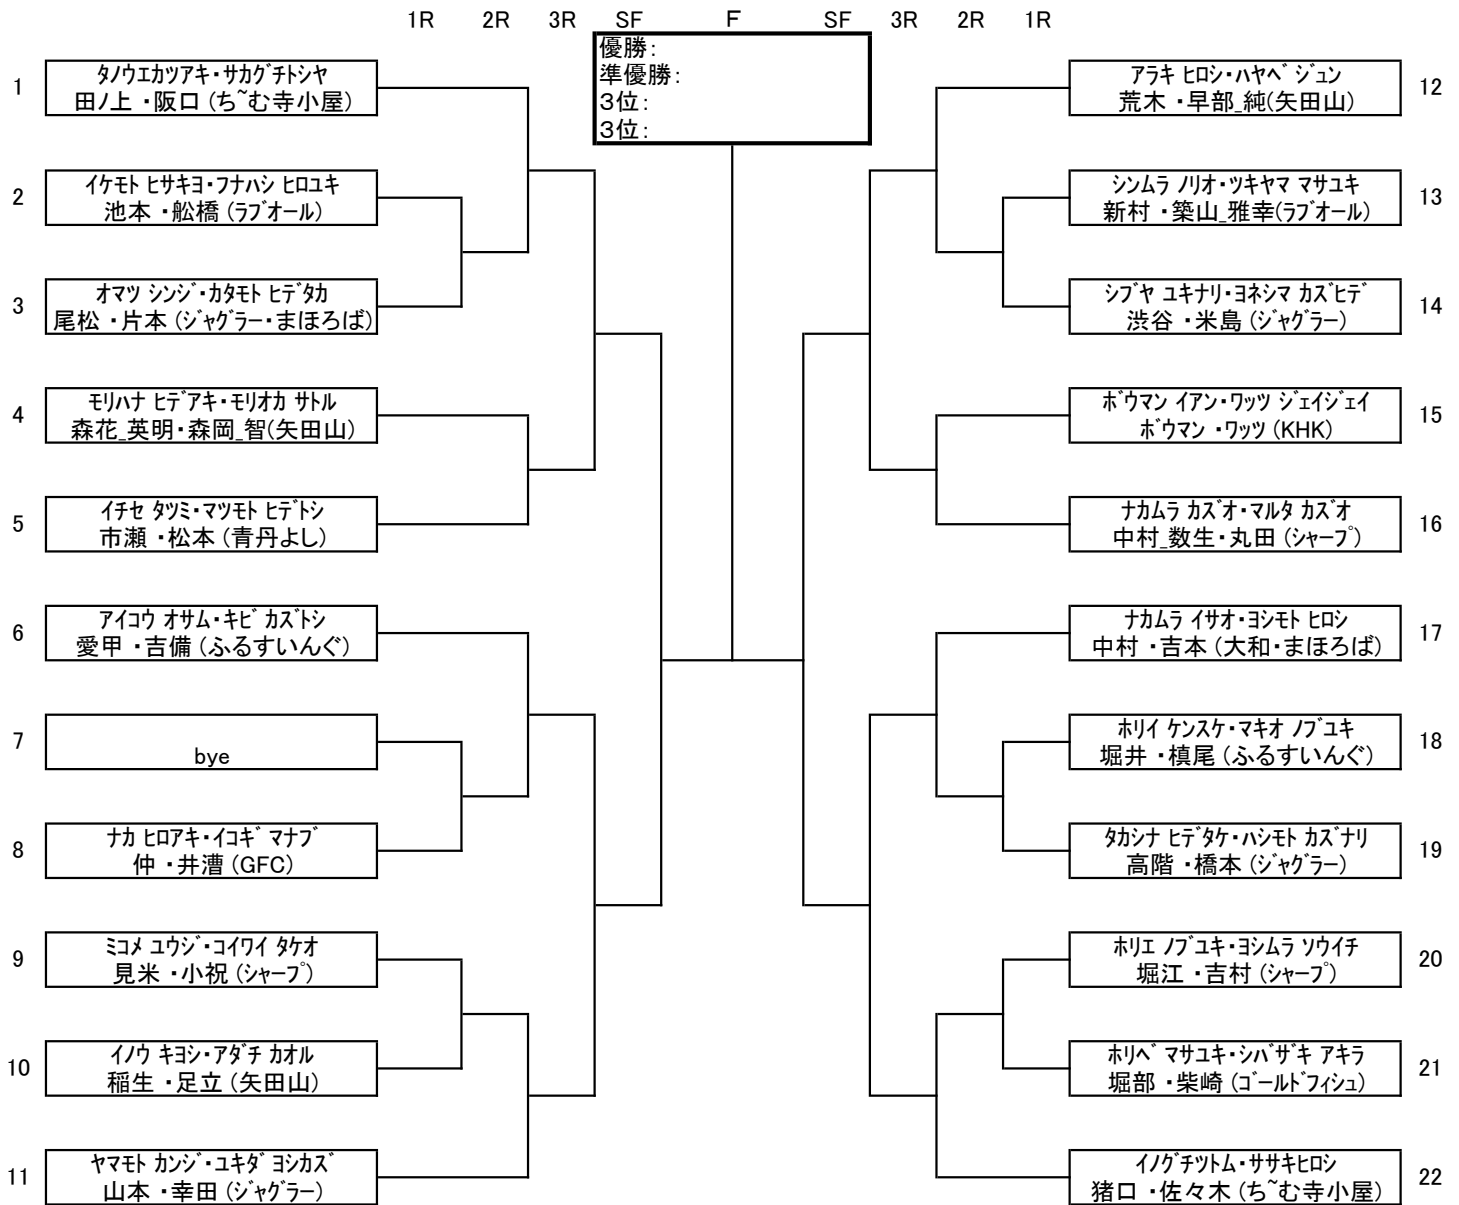 1R 2R 3R SF F SF 3R 2R 1R
優勝:
準優勝:
3位:
3位:
1
ﾀﾉｳｴｶﾂｱｷ・ｻｶｸﾞﾁﾄｼﾔ
田ノ上 ・阪口 (ち~む寺小屋)
2
ｲｹﾓﾄ ﾋｻｷﾖ・ﾌﾅﾊｼ ﾋﾛﾕｷ
池本 ・舩橋 (ﾗﾌﾞｵｰﾙ)
3
ｵﾏﾂ ｼﾝｼﾞ・ｶﾀﾓﾄ ﾋﾃﾞﾀｶ
尾松 ・片本 (ｼﾞｬｸﾞﾗｰ・まほろば)
4
ﾓﾘﾊﾅ ﾋﾃﾞｱｷ・ﾓﾘｵｶ ｻﾄﾙ
森花_英明・森岡_智(矢田山)
5
ｲﾁｾ ﾀﾂﾐ・ﾏﾂﾓﾄ ﾋﾃﾞﾄｼ
市瀬 ・松本 (青丹よし)
6
ｱｲｺｳ ｵｻﾑ・ｷﾋﾞ ｶｽﾞﾄｼ
愛甲 ・吉備 (ふるすいんぐ)
7
bye
8
ﾅｶ ﾋﾛｱｷ・ｲｺｷﾞ ﾏﾅﾌﾞ
仲 ・井漕 (GFC)
9
ﾐｺﾒ ﾕｳｼﾞ・ｺｲﾜｲ ﾀｹｵ
見米 ・小祝 (ｼｬｰﾌﾟ)
10
ｲﾉｳ ｷﾖｼ・ｱﾀﾞﾁ ｶｵﾙ
稲生 ・足立 (矢田山)
11
ﾔﾏﾓﾄ ｶﾝｼﾞ・ﾕｷﾀﾞ ﾖｼｶｽﾞ
山本 ・幸田 (ｼﾞｬｸﾞﾗｰ)
12
ｱﾗｷ ﾋﾛｼ・ﾊﾔﾍﾞ ｼﾞｭﾝ
荒木 ・早部_純(矢田山)
13
ｼﾝﾑﾗ ﾉﾘｵ・ﾂｷﾔﾏ ﾏｻﾕｷ
新村 ・築山_雅幸(ﾗﾌﾞｵｰﾙ)
14
ｼﾌﾞﾔ ﾕｷﾅﾘ・ﾖﾈｼﾏ ｶｽﾞﾋﾃﾞ
渋谷 ・米島 (ｼﾞｬｸﾞﾗｰ)
15
ﾎﾞｳﾏﾝ ｲｱﾝ・ﾜｯﾂ ｼﾞｪｲｼﾞｪｲ
ﾎﾞｳﾏﾝ ・ﾜｯﾂ (KHK)
16
ﾅｶﾑﾗ ｶｽﾞｵ・ﾏﾙﾀ ｶｽﾞｵ
中村_数生・丸田 (ｼｬｰﾌﾟ)
17
ﾅｶﾑﾗ ｲｻｵ・ﾖｼﾓﾄ ﾋﾛｼ
中村 ・吉本 (大和・まほろば)
18
ﾎﾘｲ ｹﾝｽｹ・ﾏｷｵ ﾉﾌﾞﾕｷ
堀井 ・槙尾 (ふるすいんぐ)
19
ﾀｶｼﾅ ﾋﾃﾞﾀｹ・ﾊｼﾓﾄ ｶｽﾞﾅﾘ
高階 ・橋本 (ｼﾞｬｸﾞﾗｰ)
20
ﾎﾘｴ ﾉﾌﾞﾕｷ・ﾖｼﾑﾗ ｿｳｲﾁ
堀江 ・吉村 (ｼｬｰﾌﾟ)
21
ﾎﾘﾍﾞ ﾏｻﾕｷ・ｼﾊﾞｻﾞｷ ｱｷﾗ
堀部 ・柴崎 (ｺﾞｰﾙﾄﾞﾌｨｼｭ)
22
ｲﾉｸﾞﾁﾂﾄﾑ・ｻｻｷﾋﾛｼ
猪口 ・佐々木 (ち~む寺小屋)